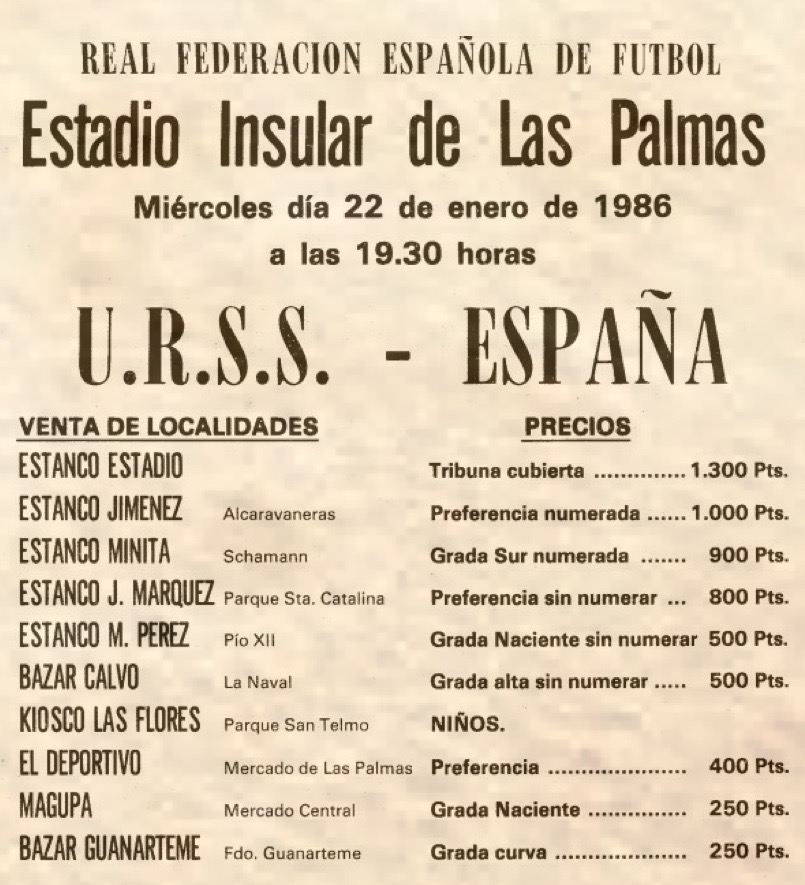 REAL FEDERACION ESPAÑOLA DE FUTBOL
Estadio Insular de Las Palmas
Miércoles día 22 de enero de 1986
a las 19.30 horas
U.R.S.S. - ESPAÑA
VENTA DE LOCALIDADES
ESTANCO ESTADIO
ESTANCO JIMENEZ Alcaravaneras
ESTANCO MINITA Schamann
ESTANCO J. MARQUEZ Parque Sta. Catalina
ESTANCO M. PEREZ Pío XII
BAZAR CALVO La Naval
KIOSCO LAS FLORES Parque San Telmo
EL DEPORTIVO Mercado de Las Palmas
MAGUPA Mercado Central
BAZAR GUANARTEME Fdo. Guanarteme
PRECIOS
Tribuna cubierta .............. 1.300 Pts.
Preferencia numerada ...... 1.000 Pts.
Grada Sur numerada ....... 900 Pts.
Preferencia sin numerar ... 800 Pts.
Grada Naciente sin numerar 500 Pts.
Grada alta sin numerar ..... 500 Pts.
NIÑOS.
Preferencia ..................... 400 Pts.
Grada Naciente ............... 250 Pts.
Grada curva .................... 250 Pts.